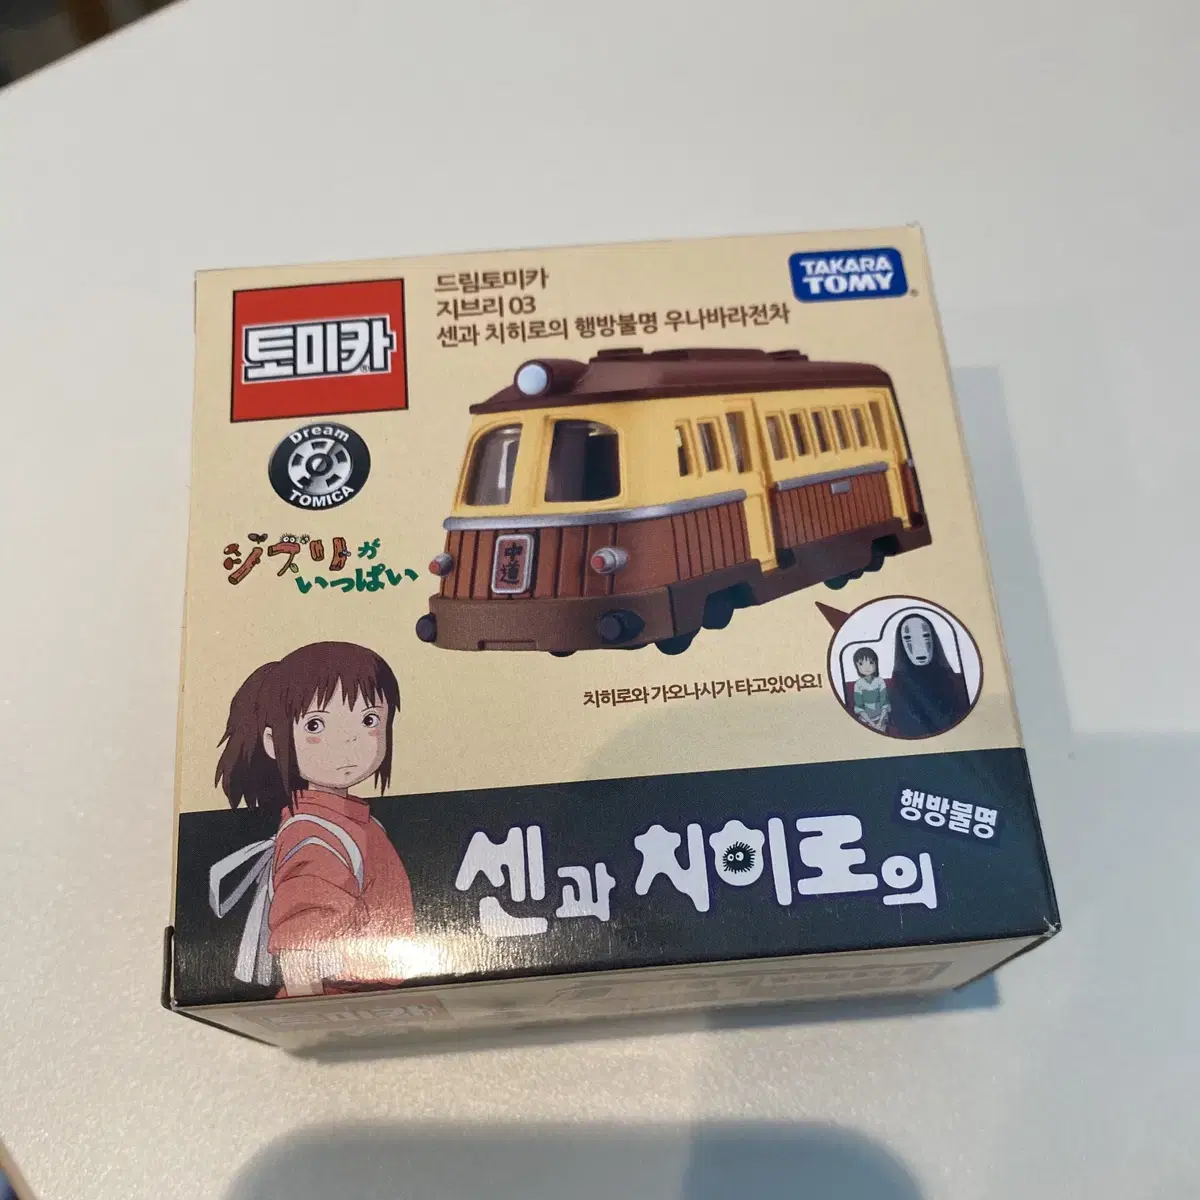 드림토미카
지브리 03
센과 치히로의 행방불명 우나바라전차
TAKARA
TOMY
토미카
Dream
TOMICA
ジブリが
いっぱい
中道
치히로와 가오나시가 타고있어요!
센과 치히로의
행방불명